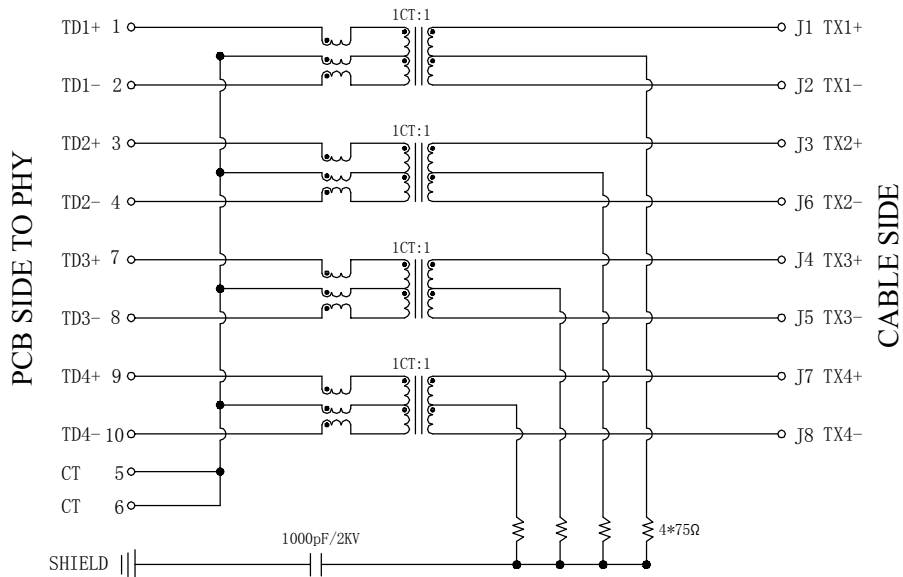 1CT:1
TD1+ 1 J1 TX1+
TD1- 2 J2 TX1-
1CT:1
TD2+ 3 J3 TX2+
TD2- 4 J6 TX2-
1CT:1
TD3+ 7 J4 TX3+
TD3- 8 J5 TX3-
1CT:1
TD4+ 9 J7 TX4+
TD4- 10 J8 TX4-
CT 5
CT 6
4*75Ω
1000pF/2KV
SHIELD
PCB SIDE TO PHY
CABLE SIDE